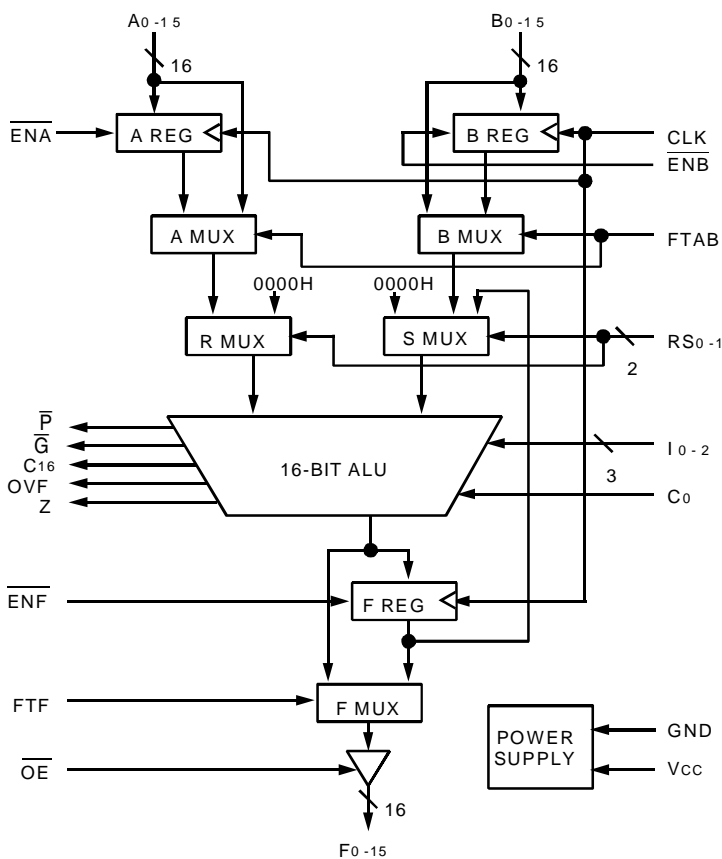 A0-15
B0-15
16
16
ENA
A REG
B REG
CLK
ENB
A MUX
B MUX
FTAB
0000H
0000H
R MUX
S MUX
RS0-1
2
P
G
C16
OVF
Z
16-BIT ALU
I0-2
3
C0
ENF
F REG
FTF
F MUX
POWER
SUPPLY
GND
VCC
OE
16
F0-15